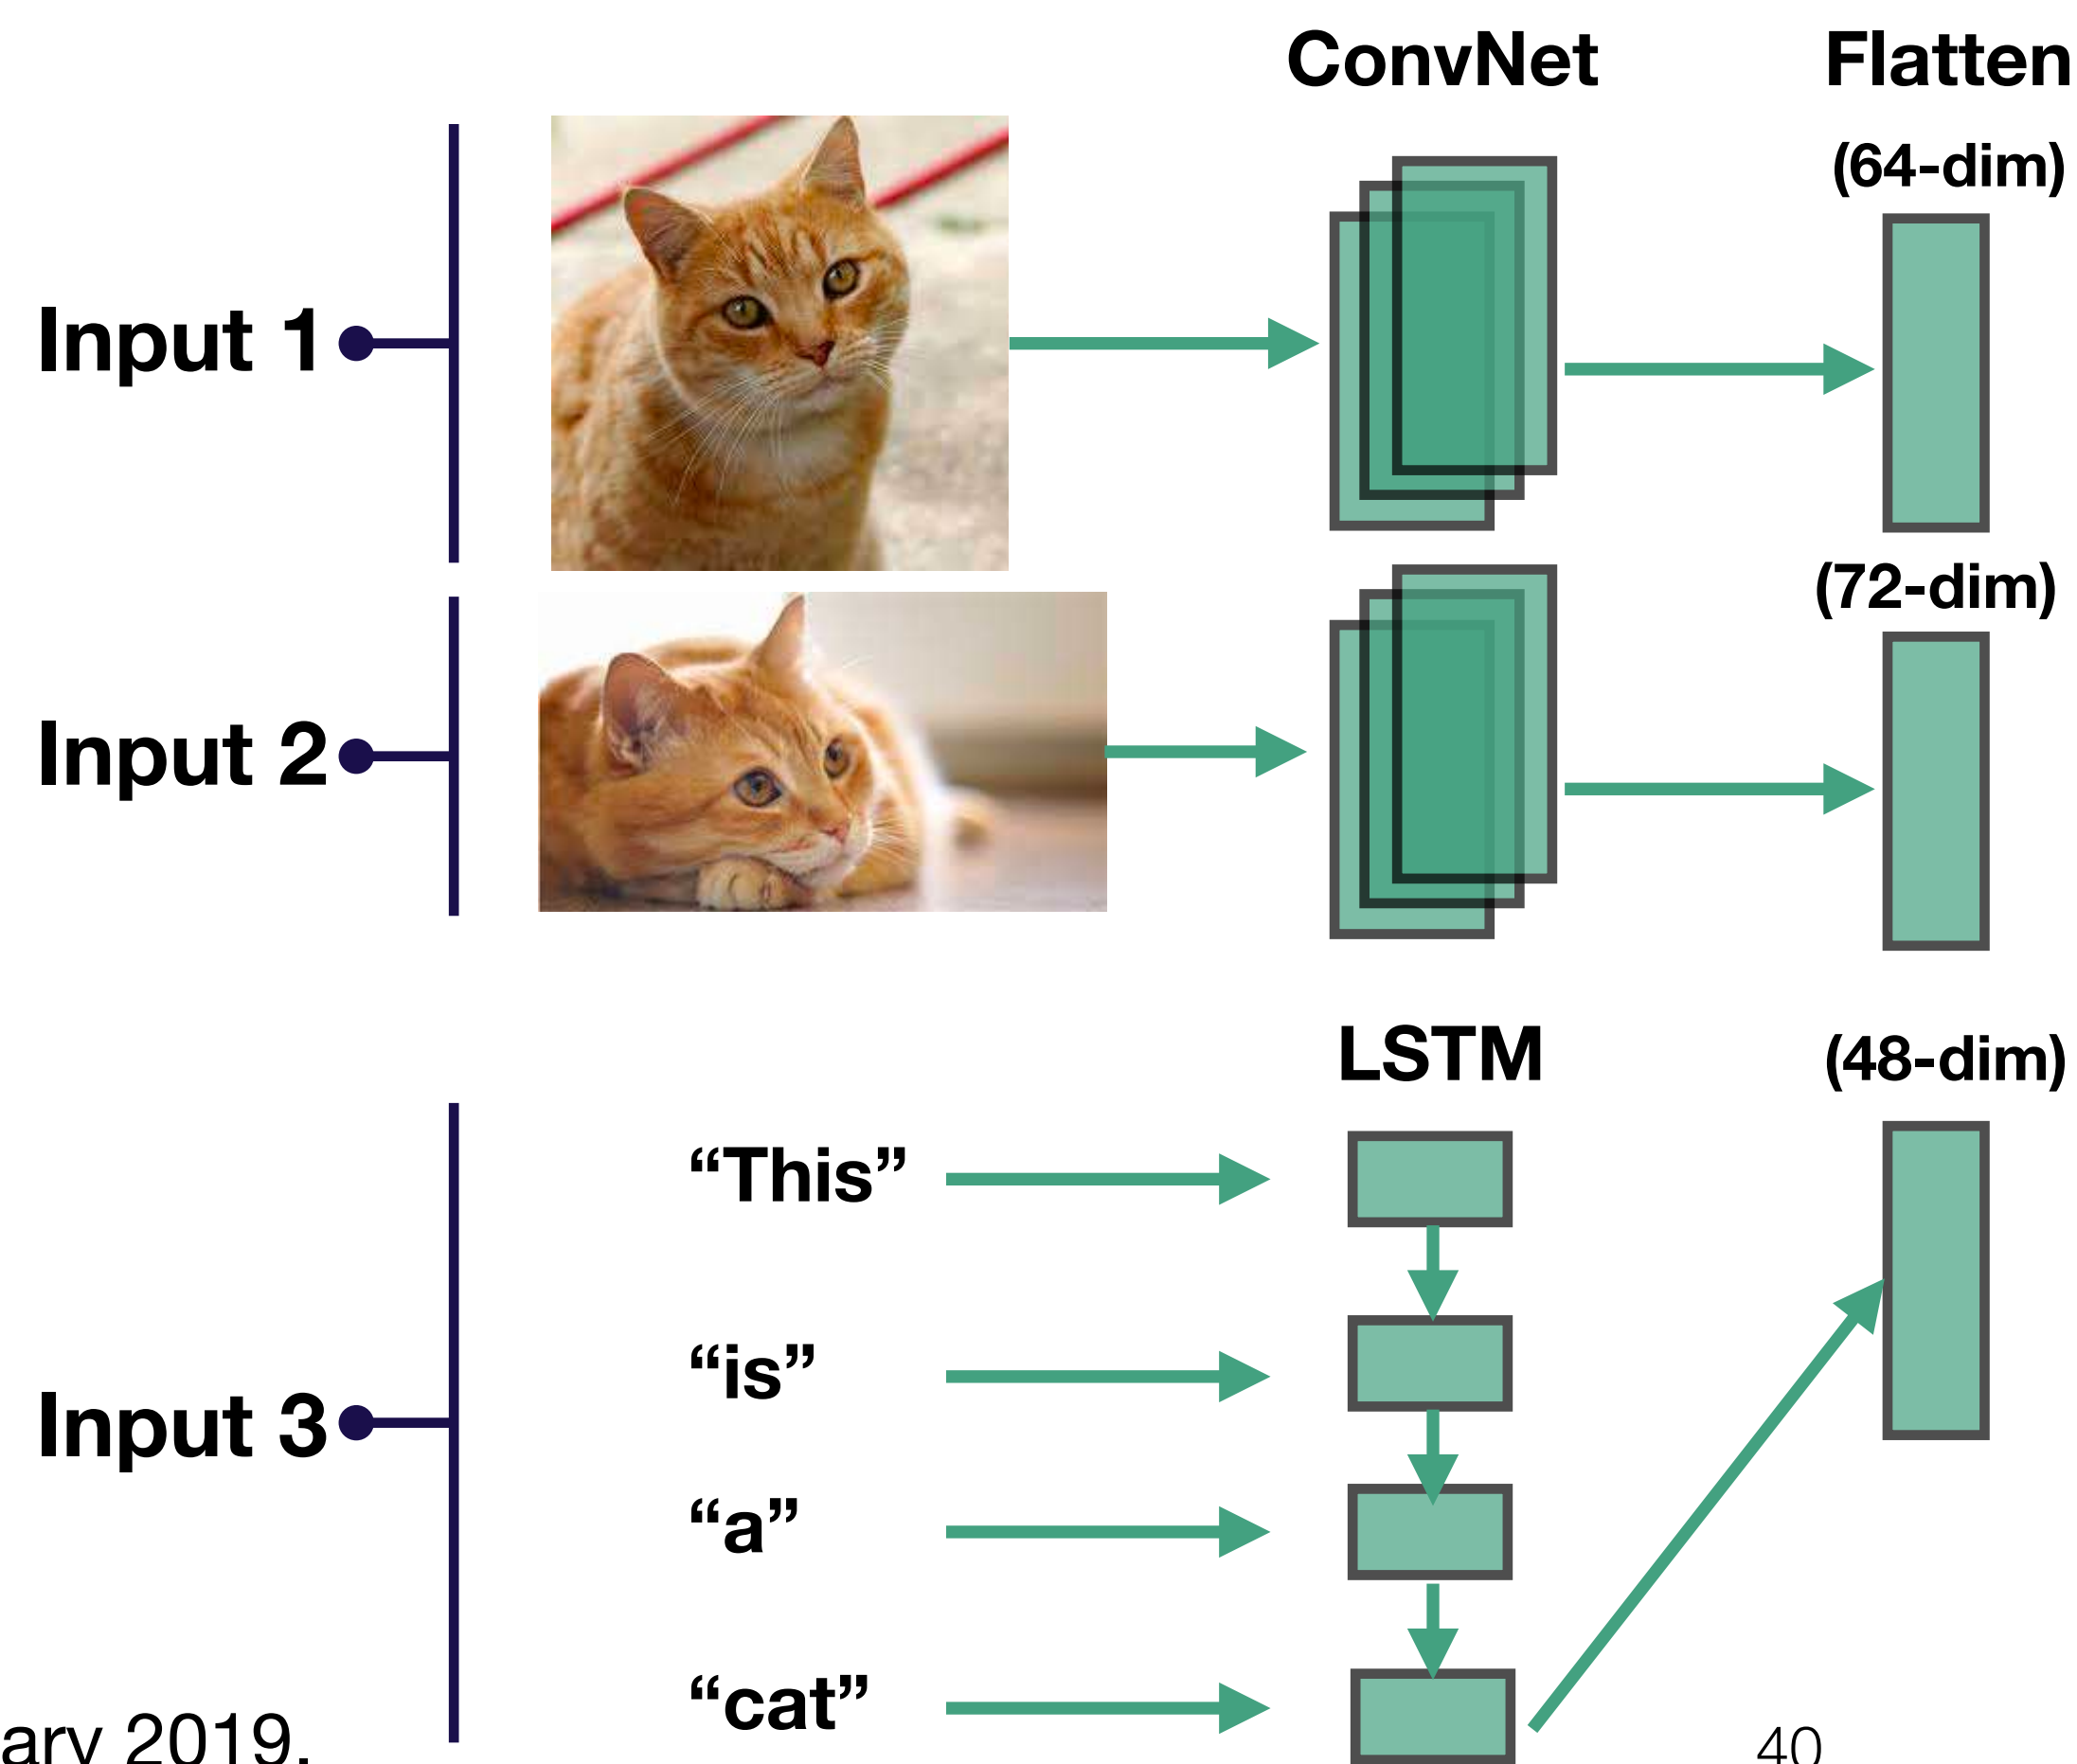 ConvNet Flatten
(64-dim)
Input 1
(72-dim)
Input 2
LSTM (48-dim)
“This”
“is”
Input 3
“a”
“cat”
2019. 40